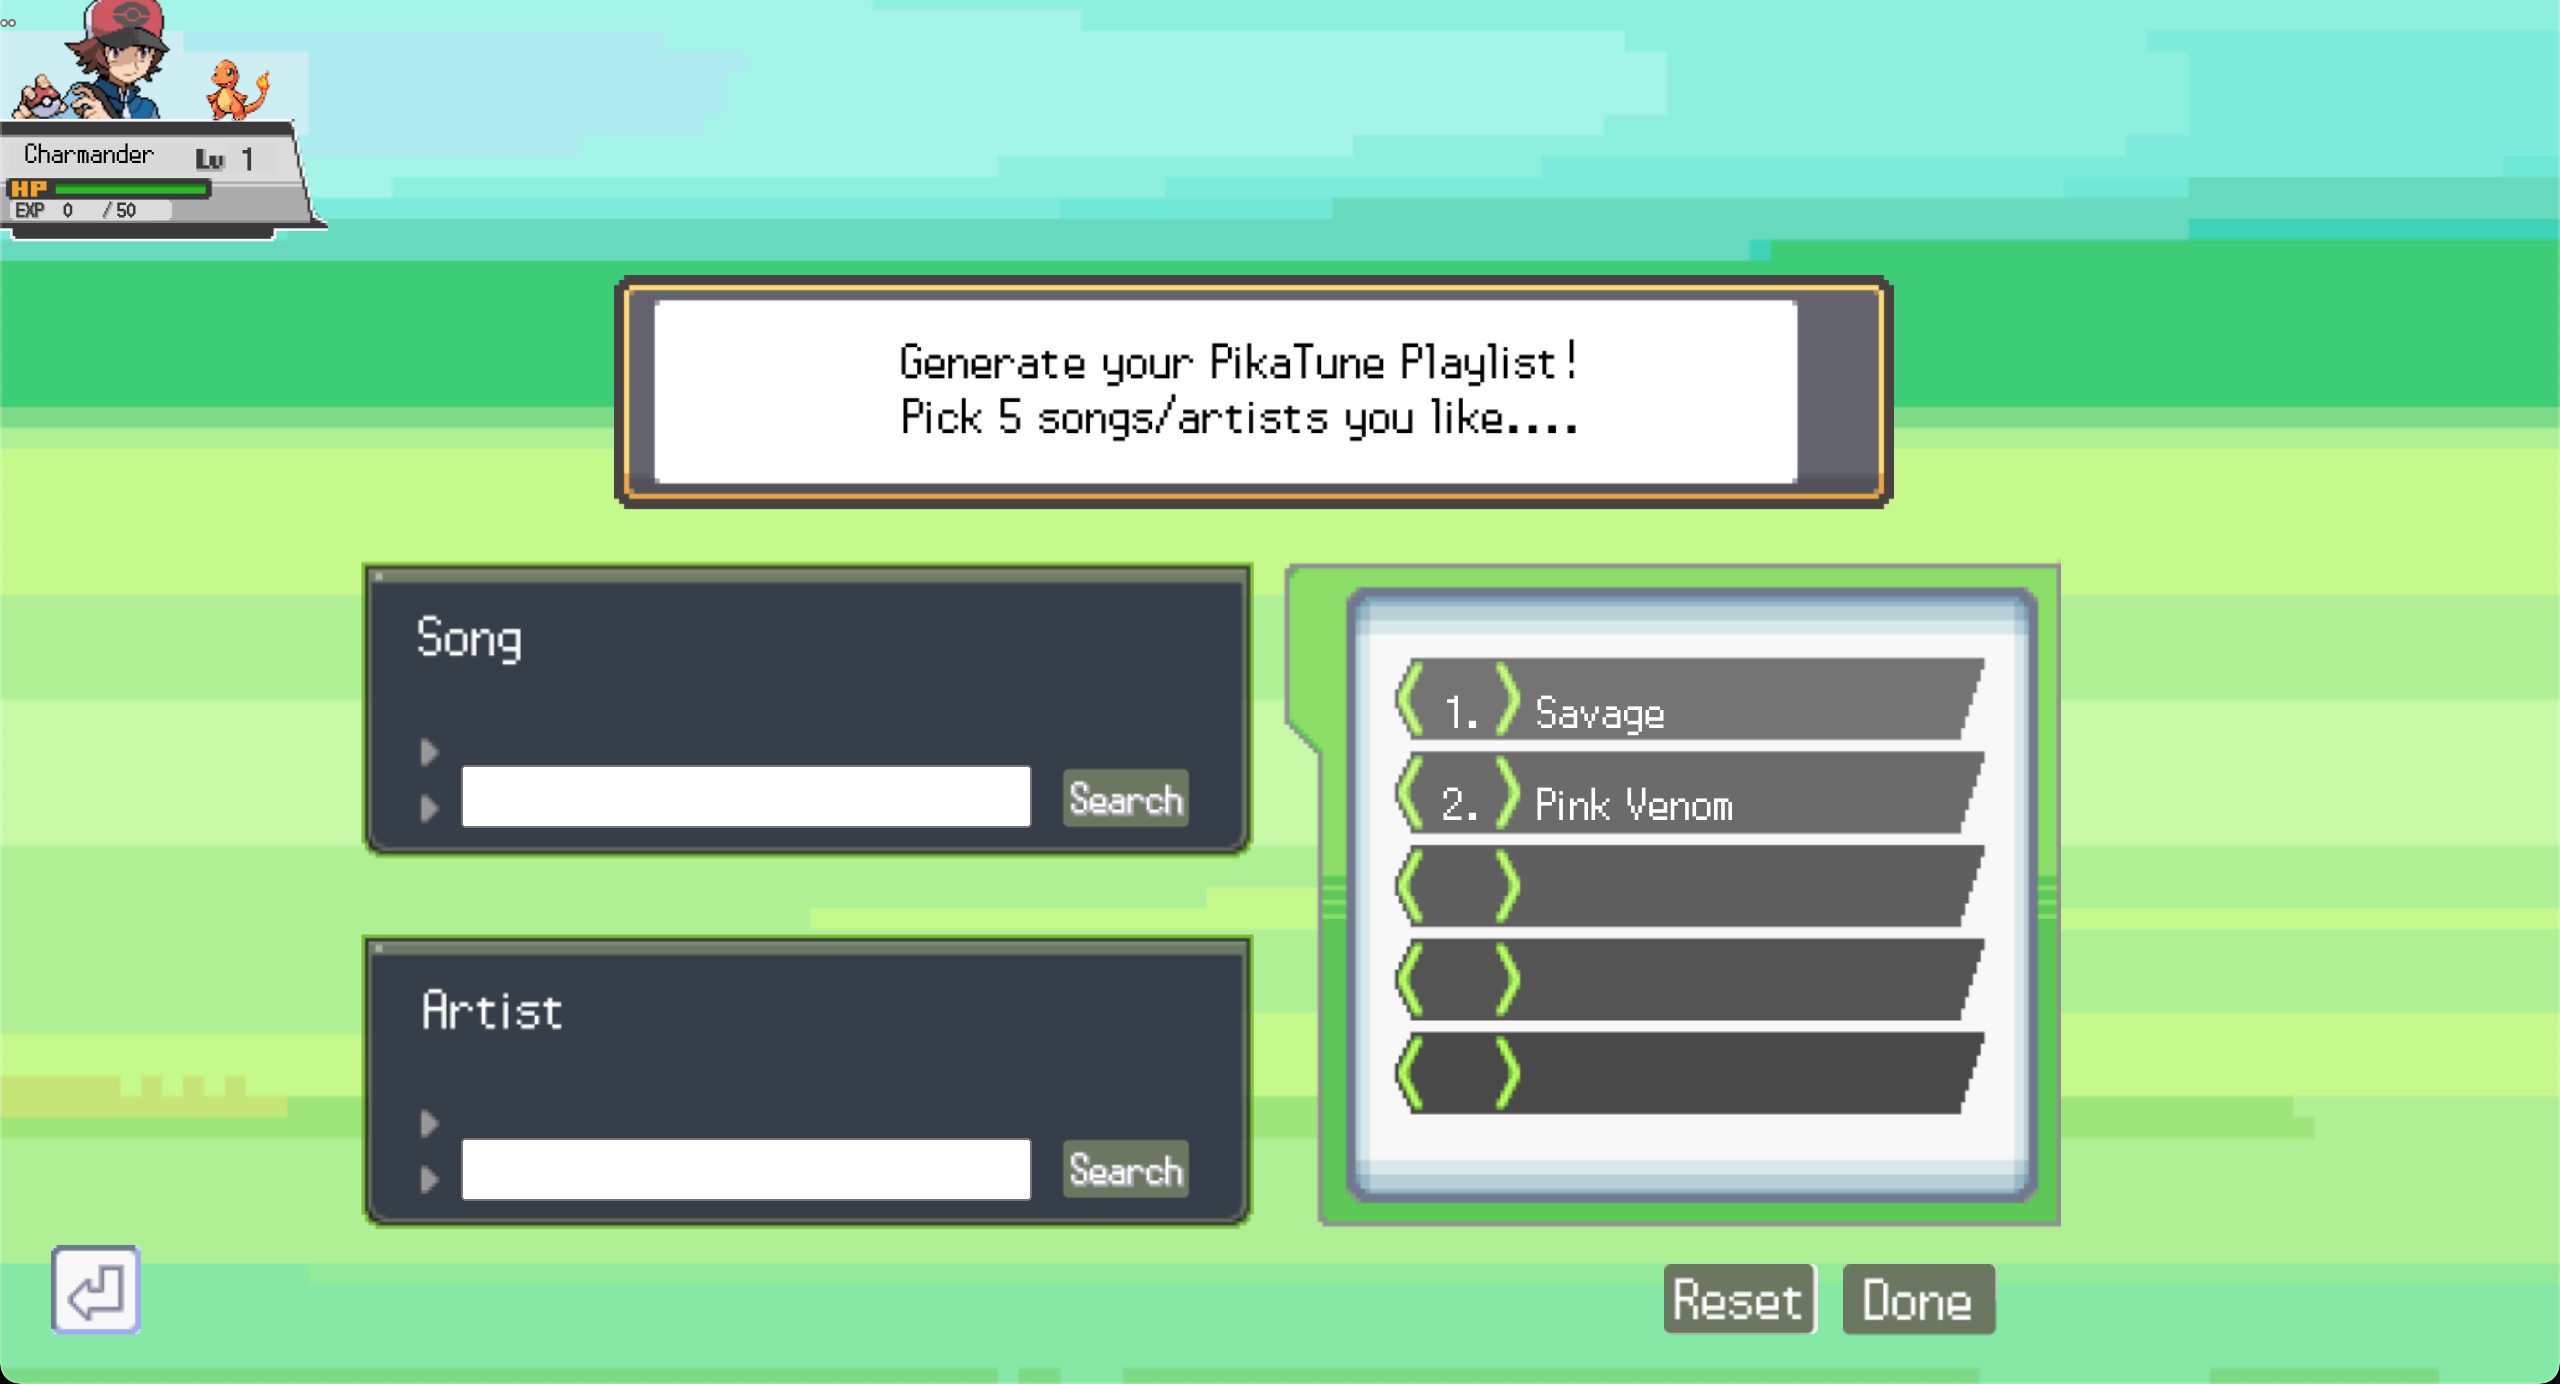 Charmander Lv 1
HP
EXP 0 /50
Generate your PikaTune Playlist!
Pick 5 songs/artists you like....
Song
Search
Artist
Search
1. Savage
2. Pink Venom
Reset
Done